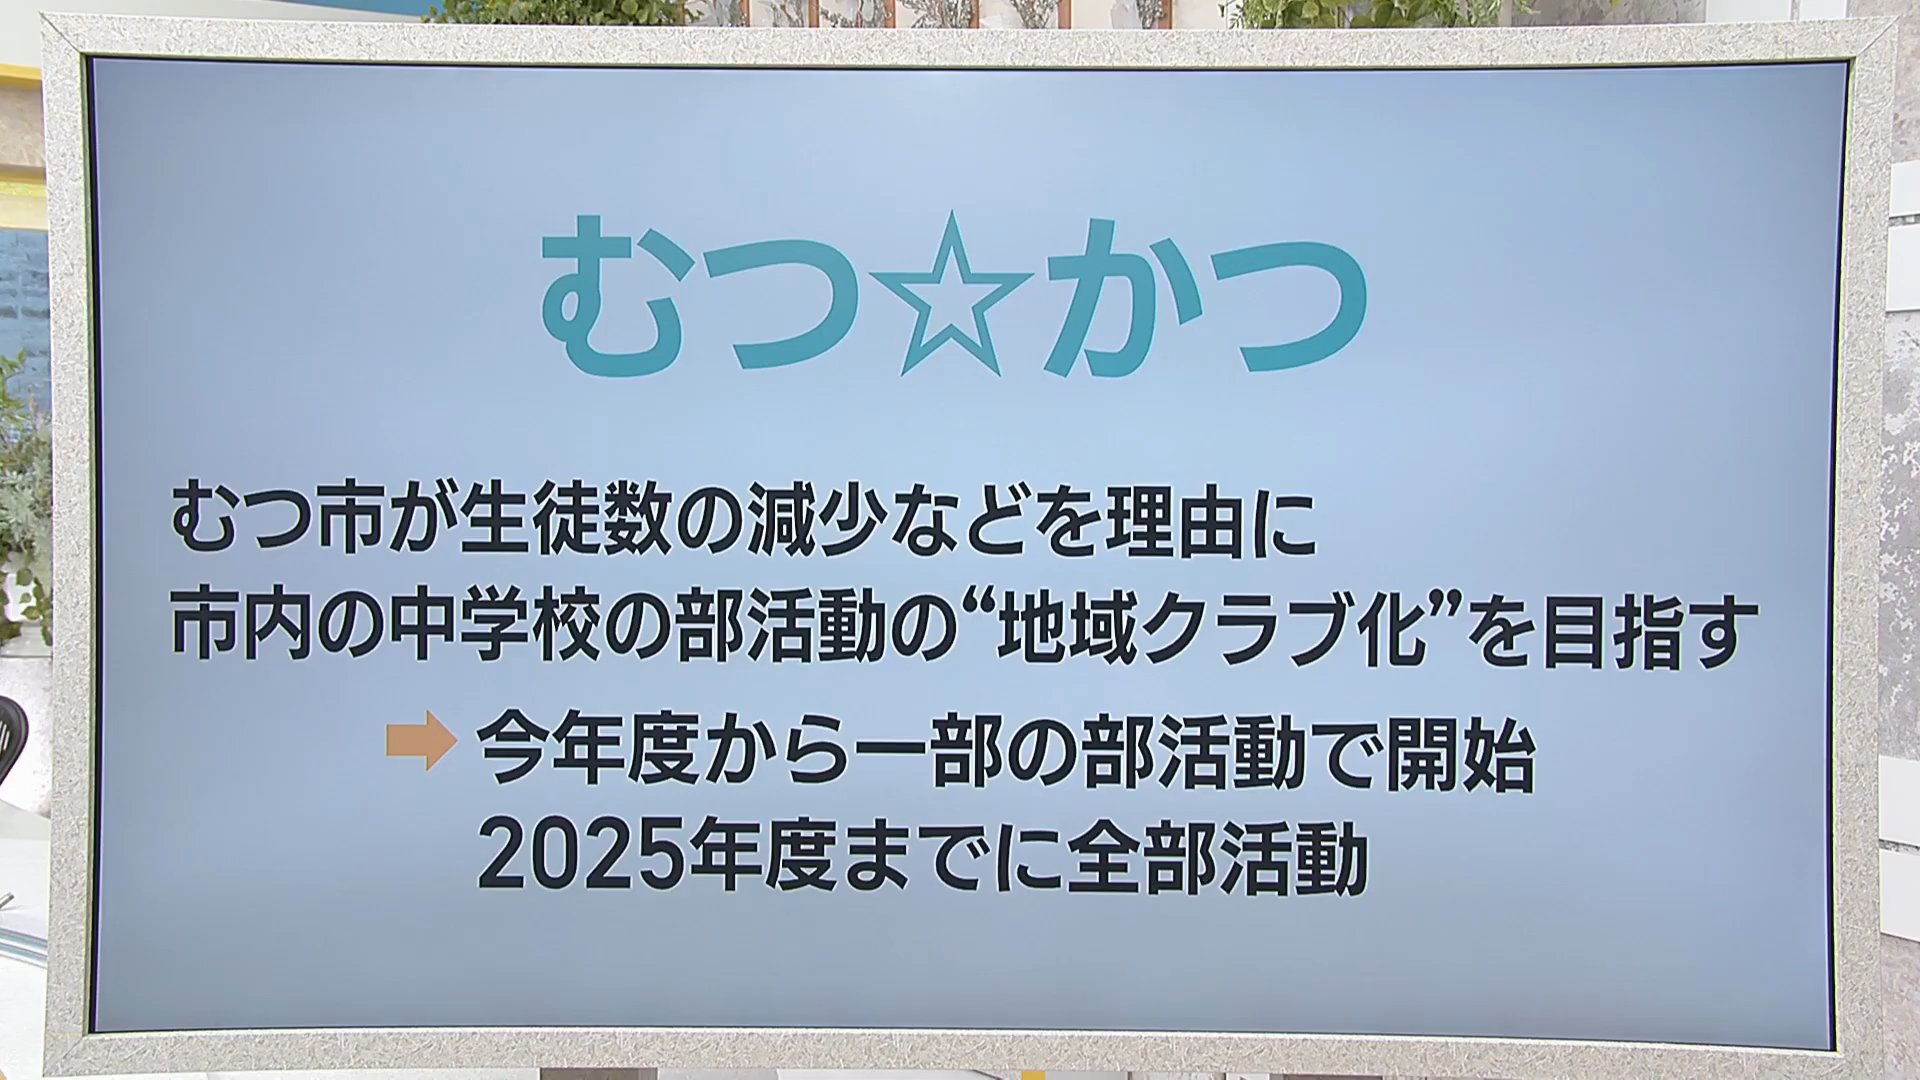 むつ☆かつ
むつ市が生徒数の減少などを理由に
市内の中学校の部活動の“地域クラブ化”を目指す
➡今年度から一部の部活動で開始
2025年度までに全部活動